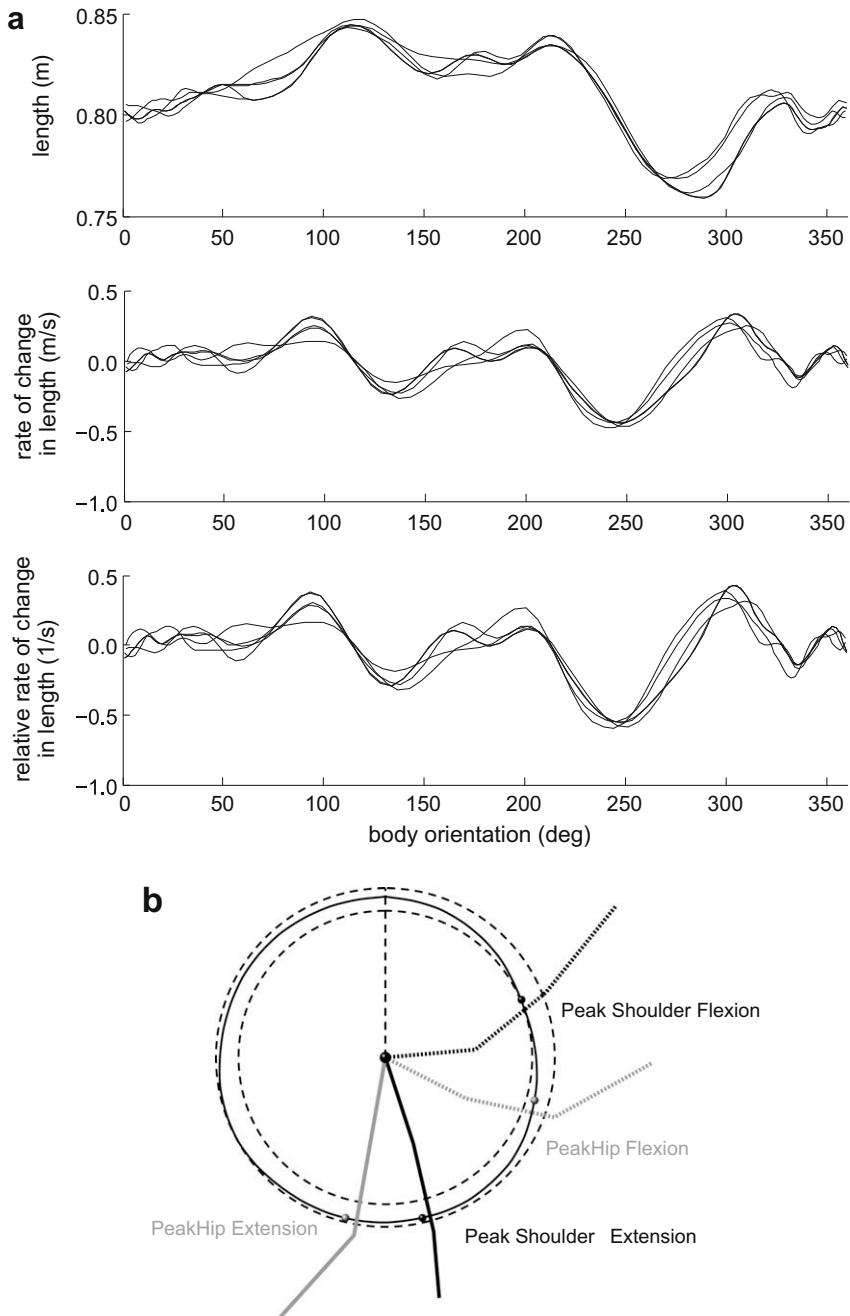 a
length (m)
0.85
0.80
0.75
0 50 100 150 200 250 300 350
rate of change
in length (m/s)
0.5
0.0
−0.5
−1.0
0 50 100 150 200 250 300 350
relative rate of change
in length (1/s)
0.5
0.0
−0.5
−1.0
0 50 100 150 200 250 300 350
body orientation (deg)
b
Peak Shoulder Flexion
PeakHip Flexion
PeakHip Extension
Peak Shoulder Extension